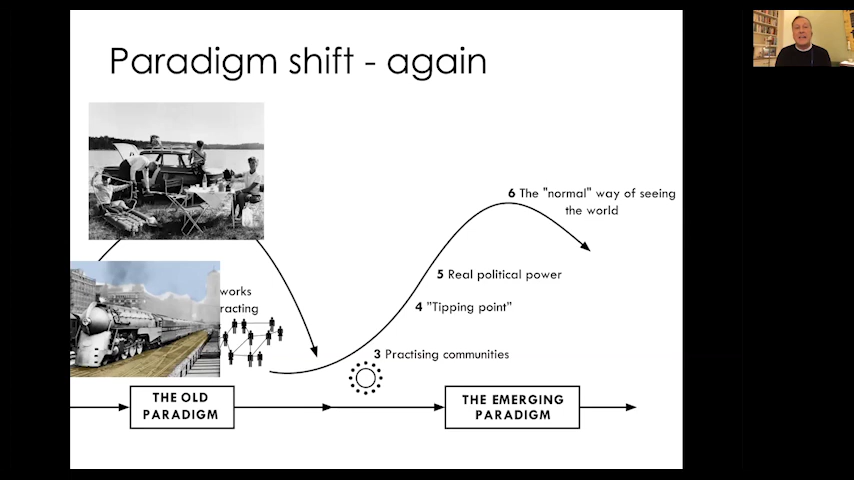 Paradigm shift - again
6 The "normal" way of seeing
the world
5 Real political power
works
4 "Tipping point"
racting
3 Practising communities
THE OLD
PARADIGM
THE EMERGING
PARADIGM